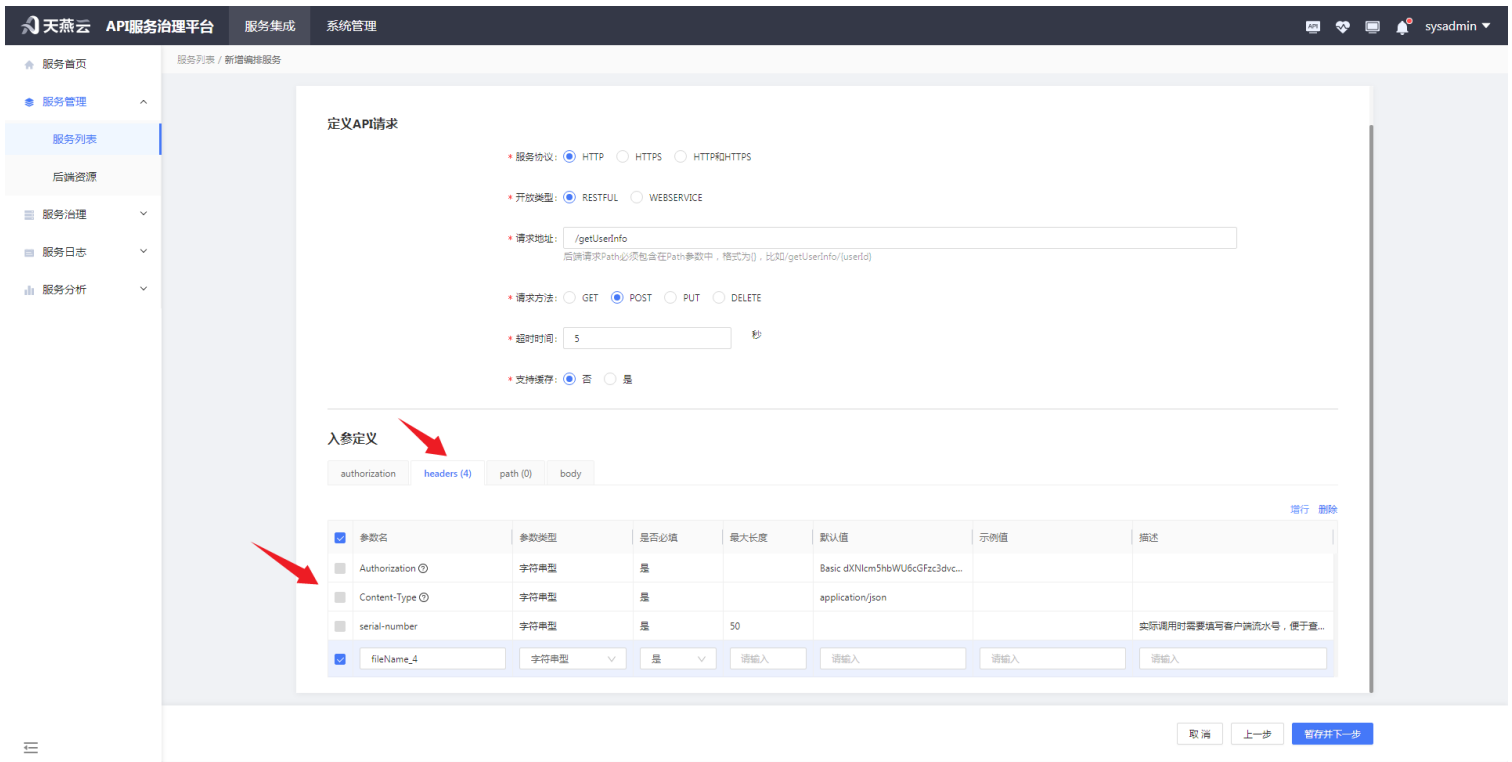 天燕云 API服务治理平台 服务集成 系统管理 API sysadmin
服务首页
服务管理
服务列表
后端资源
服务治理
服务日志
服务分析
服务列表 / 新增编排服务
定义API请求
* 服务协议: HTTP HTTPS HTTP和HTTPS
* 开放类型: RESTFUL WEBSERVICE
* 请求地址: /getUserInfo
后端请求Path必须包含在Path参数中，格式为{}，比如/getUserInfo/{userId}
* 请求方法: GET POST PUT DELETE
* 超时时间: 5 秒
* 支持缓存: 否 是
入参定义
authorization headers (4) path (0) body
增行 删除
参数名 参数类型 是否必填 最大长度 默认值 示例值 描述
Authorization 字符串型 是 Basic dXNlcm5hbWU6cGFzc3dvc...
Content-Type 字符串型 是 application/json
serial-number 字符串型 是 50 实际调用时需要填写客户端流水号，便于查...
fileName_4 字符串型 是 请输入 请输入 请输入 请输入
取 消 上一步 暂存并下一步